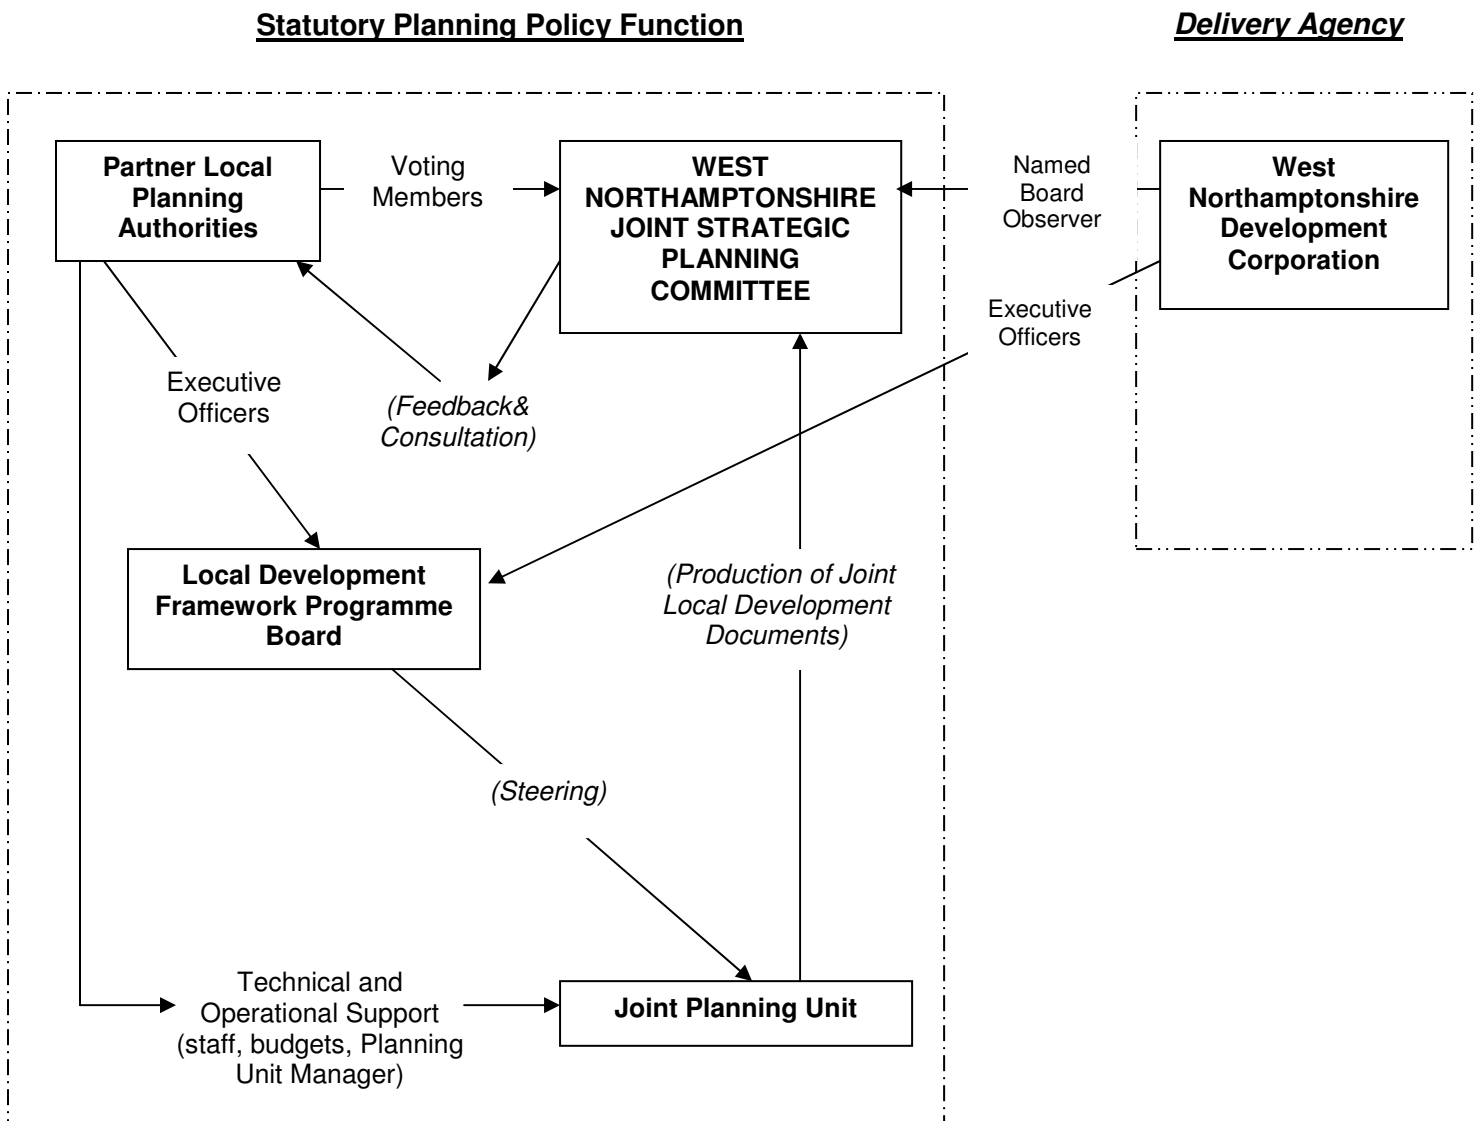 Statutory Planning Policy Function
Delivery Agency
Partner Local
Planning
Authorities
Voting
Members
WEST
NORTHAMPTONSHIRE
JOINT STRATEGIC
PLANNING
COMMITTEE
Named
Board
Observer
West
Northamptonshire
Development
Corporation
Executive
Officers
Executive
Officers
(Feedback&
Consultation)
Local Development
Framework Programme
Board
(Production of Joint
Local Development
Documents)
(Steering)
Technical and
Operational Support
(staff, budgets, Planning
Unit Manager)
Joint Planning Unit